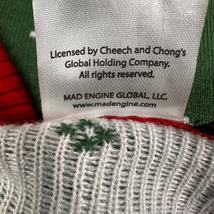 Licensed by Cheech and Chong's
Global Holding Company.
All rights reserved.
MAD ENGINE GLOBAL, LLC.
www.madengine.com